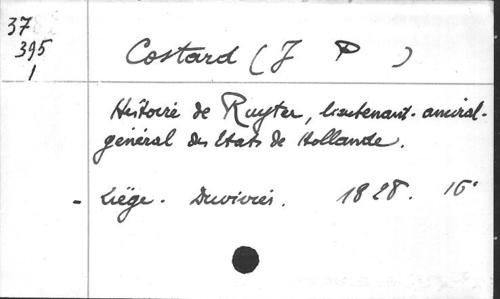 37
395
1
Costard (J P )
Histoire de Ruyter, lieutenant-amiral-
général des Etats de Hollande.
- Liège. Duvivier. 1828. 16°